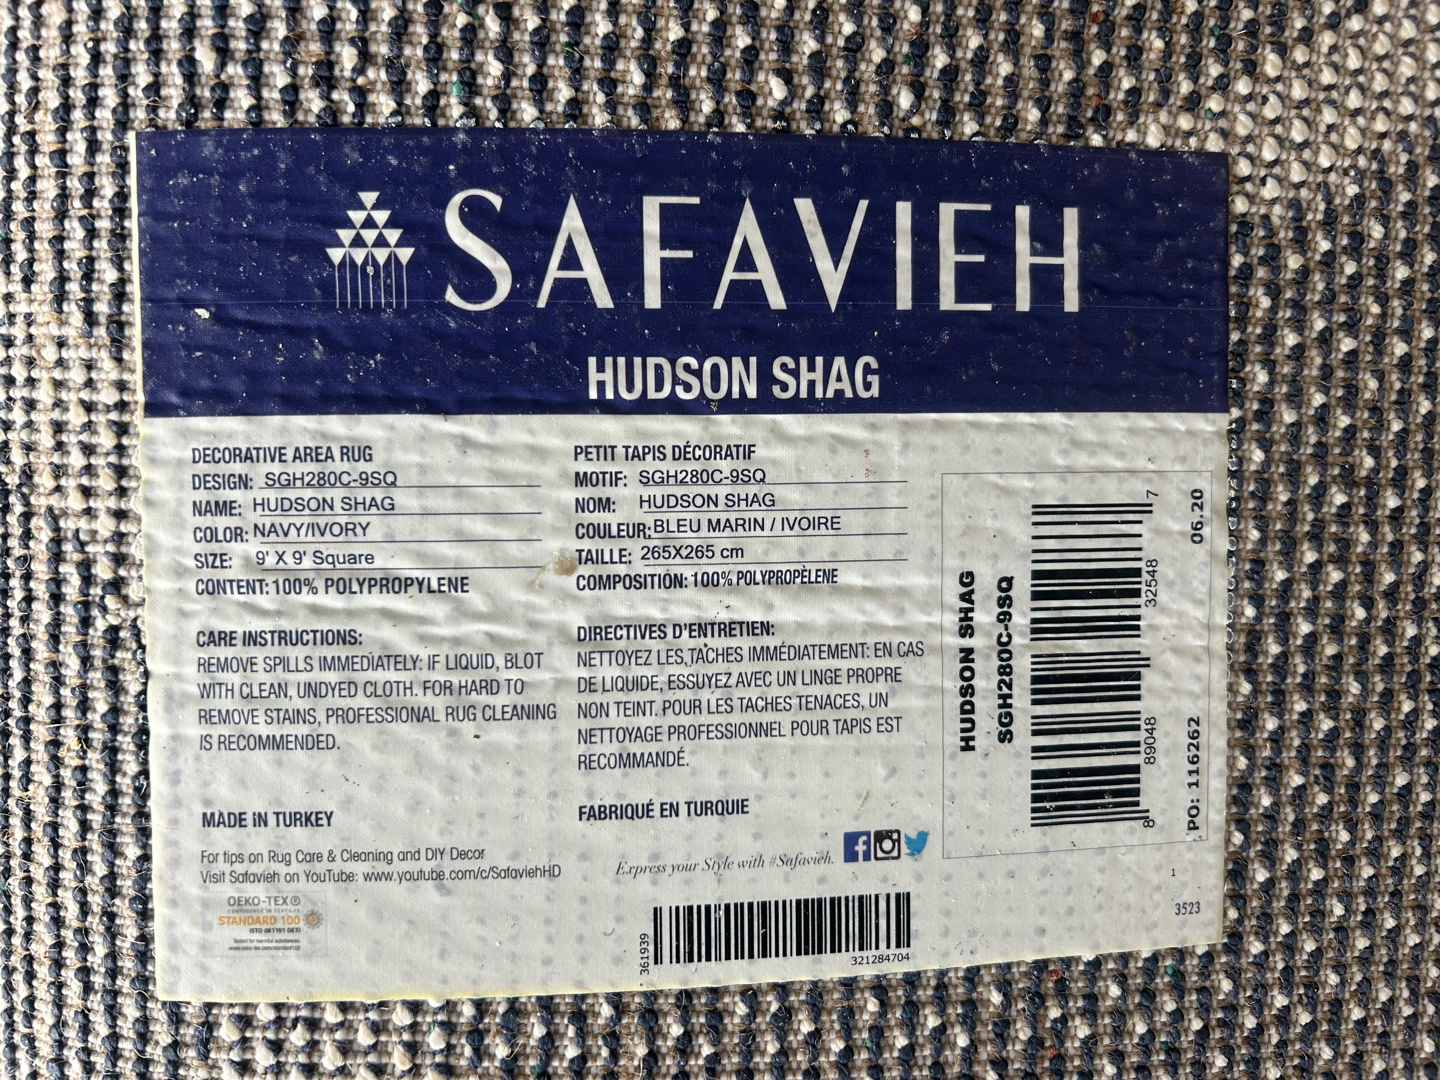 SAFAVIEH
HUDSON SHAG
DECORATIVE AREA RUG
DESIGN: SGH280C-9SQ
NAME: HUDSON SHAG
COLOR: NAVY/IVORY
SIZE: 9' X 9' Square
CONTENT: 100% POLYPROPYLENE
CARE INSTRUCTIONS:
REMOVE SPILLS IMMEDIATELY: IF LIQUID, BLOT
WITH CLEAN, UNDYED CLOTH. FOR HARD TO
REMOVE STAINS, PROFESSIONAL RUG CLEANING
IS RECOMMENDED.
MADE IN TURKEY
For tips on Rug Care & Cleaning and DIY Decor
Visit Safavieh on YouTube: www.youtube.com/c/SafaviehHD
OEKO-TEX®
CONFIDENCE IN TEXTILES
STANDARD 100
Tested for harmful substances
PETIT TAPIS DÉCORATIF
MOTIF: SGH280C-9SQ
NOM: HUDSON SHAG
COULEUR: BLEU MARIN / IVOIRE
TAILLE: 265X265 cm
COMPOSITION: 100% POLYPROPÈLENE
DIRECTIVES D'ENTRETIEN:
NETTOYEZ LES TACHES IMMÉDIATEMENT: EN CAS
DE LIQUIDE, ESSUYEZ AVEC UN LINGE PROPRE
NON TEINT. POUR LES TACHES TENACES, UN
NETTOYAGE PROFESSIONNEL POUR TAPIS EST
RECOMMANDÉ.
FABRIQUÉ EN TURQUIE
Express your Style with #Safavieh.
361939
321284704
HUDSON SHAG
SGH280C-9SQ
8 89048 32548 7
PO: 116262 06.20
1
3523